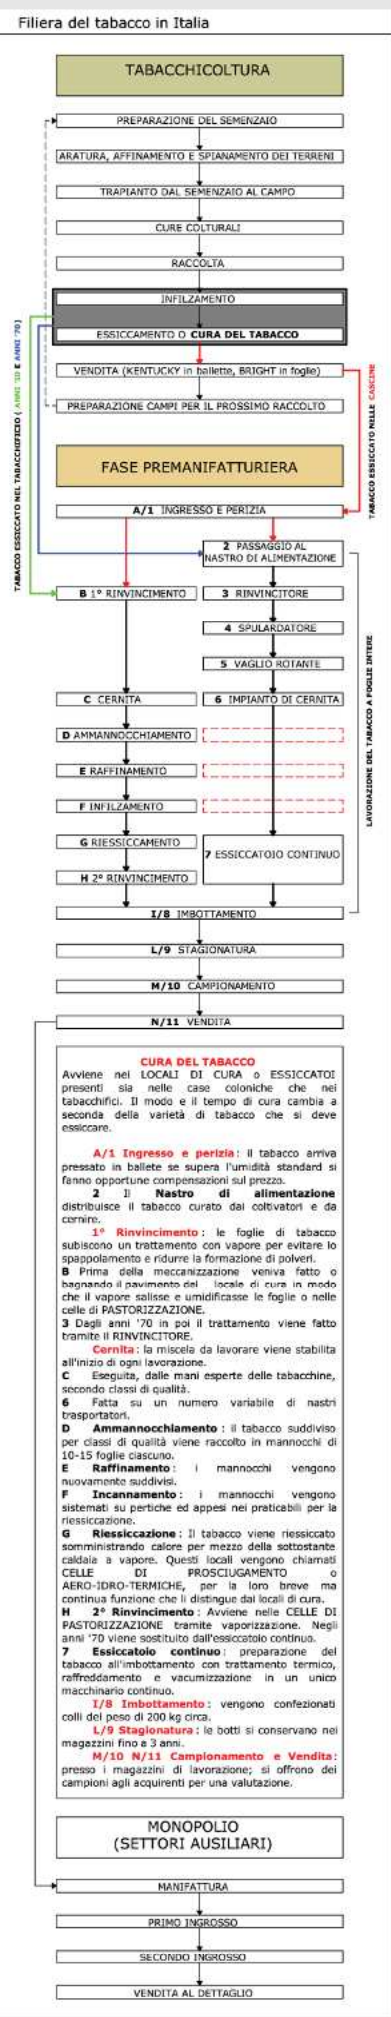 Filiera del tabacco in Italia
TABACCHICOLTURA
PREPARAZIONE DEL SEMENZAIO
ARATURA, AFFINAMENTO E SPIANAMENTO DEI TERRENI
TRAPIANTO DAL SEMENZAIO AL CAMPO
CURE COLTURALI
RACCOLTA
INFILZAMENTO
ESSICCAMENTO O CURA DEL TABACCO
VENDITA (KENTUCKY in ballette, BRIGHT in foglie)
PREPARAZIONE CAMPI PER IL PROSSIMO RACCOLTO
TABACCO ESSICCATO NEL TABACCHIFICIO ( ANNI '50 E ANNI '70)
TABACCO ESSICCATO NELLE CASCINE
FASE PREMANIFATTURIERA
A/1 INGRESSO E PERIZIA
2 PASSAGGIO AL
NASTRO DI ALIMENTAZIONE
B 1° RINVINCIMENTO
3 RINVINCITORE
4 SPULARDATORE
5 VAGLIO ROTANTE
C CERNITA
6 IMPIANTO DI CERNITA
D AMMANNOCCHIAMENTO
E RAFFINAMENTO
F INFILZAMENTO
G RIESSICCAMENTO
7 ESSICCATOIO CONTINUO
H 2° RINVINCIMENTO
LAVORAZIONE DEL TABACCO A FOGLIE INTERE
I/8 IMBOTTAMENTO
L/9 STAGIONATURA
M/10 CAMPIONAMENTO
N/11 VENDITA
CURA DEL TABACCO
Avviene nei LOCALI DI CURA o ESSICCATOI
presenti sia nelle case coloniche che nei
tabacchifici. Il modo e il tempo di cura cambia a
seconda della varietà di tabacco che si deve
essiccare.
A/1 Ingresso e perizia: il tabacco arriva
pressato in ballette se supera l'umidità standard si
fanno opportune compensazioni sul prezzo.
2 Il Nastro di alimentazione
distribuisce il tabacco curato dai coltivatori e da
cernire.
1° Rinvincimento: le foglie di tabacco
subiscono un trattamento con vapore per evitare lo
spappolamento e ridurre la formazione di polveri.
B Prima della meccanizzazione veniva fatto o
bagnando il pavimento del locale di cura in modo
che il vapore salisse e umidificasse le foglie o nelle
celle di PASTORIZZAZIONE.
3 Dagli anni '70 in poi il trattamento viene fatto
tramite il RINVINCITORE.
Cernita: la miscela da lavorare viene stabilita
all'inizio di ogni lavorazione.
C Eseguita, dalle mani esperte delle tabacchine,
secondo classi di qualità.
6 Fatta su un numero variabile di nastri
trasportatori.
D Ammannocchiamento : il tabacco suddiviso
per classi di qualità viene raccolto in mannocchi di
10-15 foglie ciascuno.
E Raffinamento : i mannocchi vengono
nuovamente suddivisi.
F Incannamento : i mannocchi vengono
sistemati su pertiche ed appesi nei praticabili per la
riessiccazione.
G Riessiccazione : Il tabacco viene riessiccato
somministrando calore per mezzo della sottostante
caldaia a vapore. Questi locali vengono chiamati
CELLE DI PROSCIUGAMENTO o
AERO-IDRO-TERMICHE, per la loro breve ma
continua funzione che li distingue dai locali di cura.
H 2° Rinvincimento: Avviene nelle CELLE DI
PASTORIZZAZIONE tramite vaporizzazione. Negli
anni '70 viene sostituito dall'essiccatoio continuo.
7 Essiccatoio continuo: preparazione del
tabacco all'imbottamento con trattamento termico,
raffreddamento e vacumizzazione in un unico
macchinario continuo.
I/8 Imbottamento : vengono confezionati
colli del peso di 200 kg circa.
L/9 Stagionatura : le botti si conservano nei
magazzini fino a 3 anni.
M/10 N/11 Campionamento e Vendita:
presso i magazzini di lavorazione; si offrono dei
campioni agli acquirenti per una valutazione.
MONOPOLIO
(SETTORI AUSILIARI)
MANIFATTURA
PRIMO INGROSSO
SECONDO INGROSSO
VENDITA AL DETTAGLIO